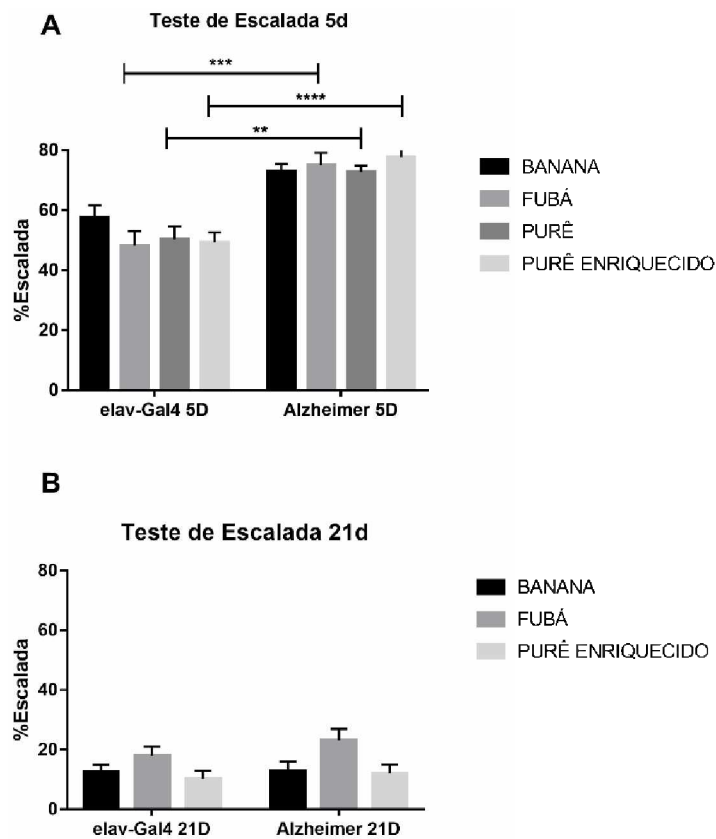 A
Teste de Escalada 5d
***
****
**
80
60
40
20
0
%Escalada
elav-Gal4 5D
Alzheimer 5D
BANANA
FUBÁ
PURÊ
PURÊ ENRIQUECIDO
B
Teste de Escalada 21d
80
60
40
20
0
%Escalada
elav-Gal4 21D
Alzheimer 21D
BANANA
FUBÁ
PURÊ ENRIQUECIDO